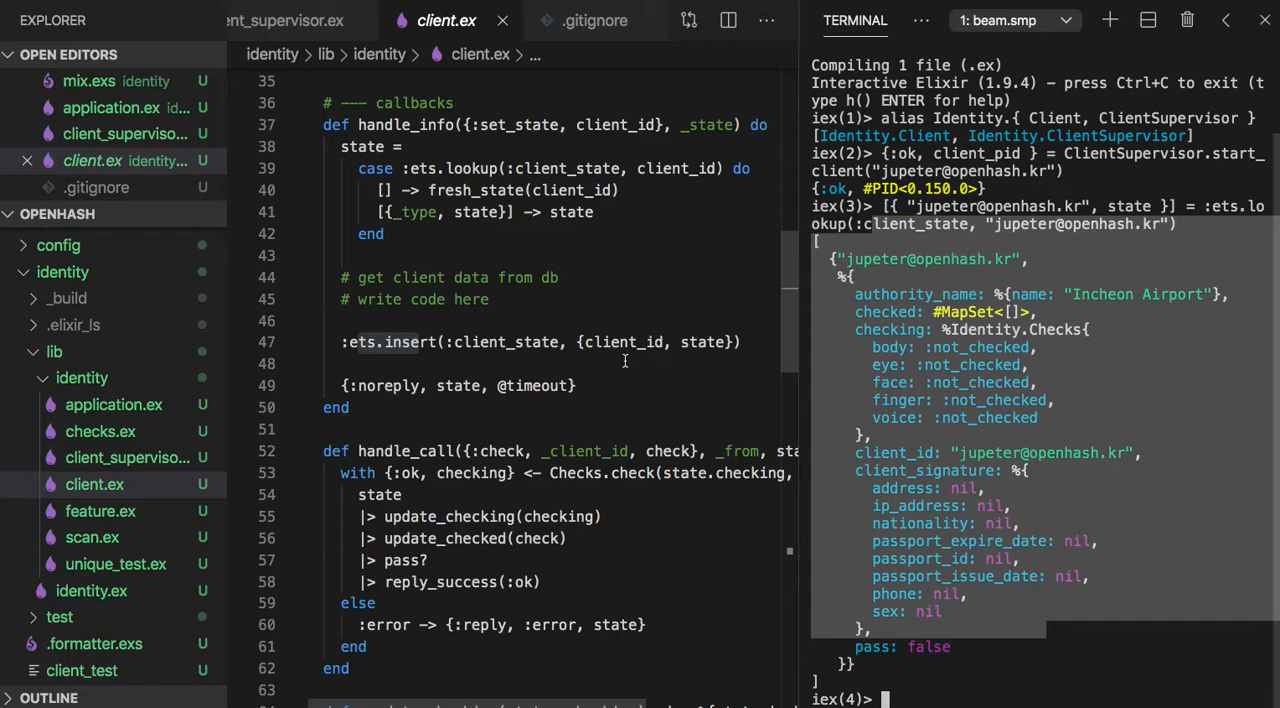 EXPLORER
OPEN EDITORS
mix.exs identity U
application.ex id... U
client_superviso... U
client.ex identity... U
.gitignore
OPENHASH
config
identity
_build
.elixir_ls
lib
identity
application.ex U
checks.ex U
client_superviso... U
client.ex U
feature.ex U
scan.ex U
unique_test.ex U
identity.ex U
test
.formatter.exs U
client_test U
OUTLINE
ent_supervisor.ex
client.ex
.gitignore
identity > lib > identity > client.ex > ...
35
36 # --- callbacks
37 def handle_info({:set_state, client_id}, _state) do
38 state =
39 case :ets.lookup(:client_state, client_id) do
40 [] -> fresh_state(client_id)
41 [{_type, state}] -> state
42 end
43
44 # get client data from db
45 # write code here
46
47 :ets.insert(:client_state, {client_id, state})
48
49 {:noreply, state, @timeout}
50 end
51
52 def handle_call({:check, _client_id, check}, _from, sta
53 with {:ok, checking} <- Checks.check(state.checking,
54 state
55 |> update_checking(checking)
56 |> update_checked(check)
57 |> pass?
58 |> reply_success(:ok)
59 else
60 :error -> {:reply, :error, state}
61 end
62 end
63
TERMINAL
1: beam.smp
Compiling 1 file (.ex)
Interactive Elixir (1.9.4) - press Ctrl+C to exit (t
ype h() ENTER for help)
iex(1)> alias Identity.{ Client, ClientSupervisor }
[Identity.Client, Identity.ClientSupervisor]
iex(2)> {:ok, client_pid } = ClientSupervisor.start_
client("jupeter@openhash.kr")
{:ok, #PID<0.150.0>}
iex(3)> [{ "jupeter@openhash.kr", state }] = :ets.lo
okup(:client_state, "jupeter@openhash.kr")
[
{"jupeter@openhash.kr",
%{
authority_name: %{name: "Incheon Airport"},
checked: #MapSet<[]>,
checking: %Identity.Checks{
body: :not_checked,
eye: :not_checked,
face: :not_checked,
finger: :not_checked,
voice: :not_checked
},
client_id: "jupeter@openhash.kr",
client_signature: %{
address: nil,
ip_address: nil,
nationality: nil,
passport_expire_date: nil,
passport_id: nil,
passport_issue_date: nil,
phone: nil,
sex: nil
},
pass: false
}}
]
iex(4)>